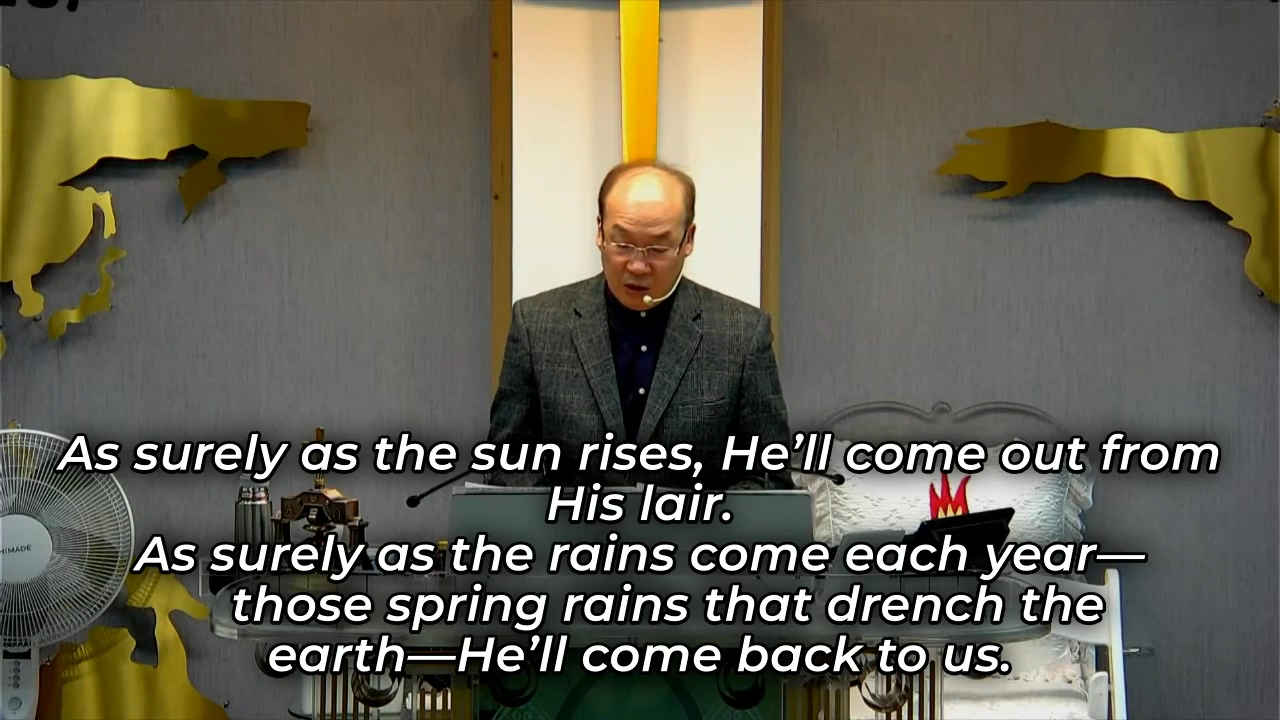 As surely as the sun rises, He’ll come out from
His lair.
As surely as the rains come each year—
those spring rains that drench the
earth—He’ll come back to us.